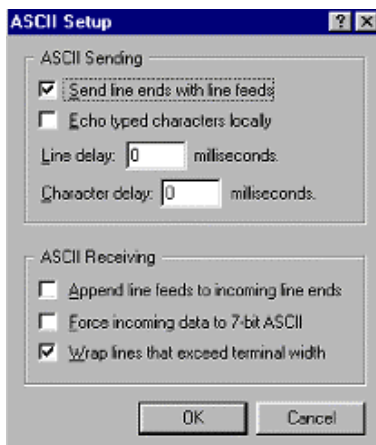 ASCII Setup
ASCII Sending
Send line ends with line feeds
Echo typed characters locally
Line delay: 0 milliseconds.
Character delay: 0 milliseconds.
ASCII Receiving
Append line feeds to incoming line ends
Force incoming data to 7-bit ASCII
Wrap lines that exceed terminal width
OK Cancel